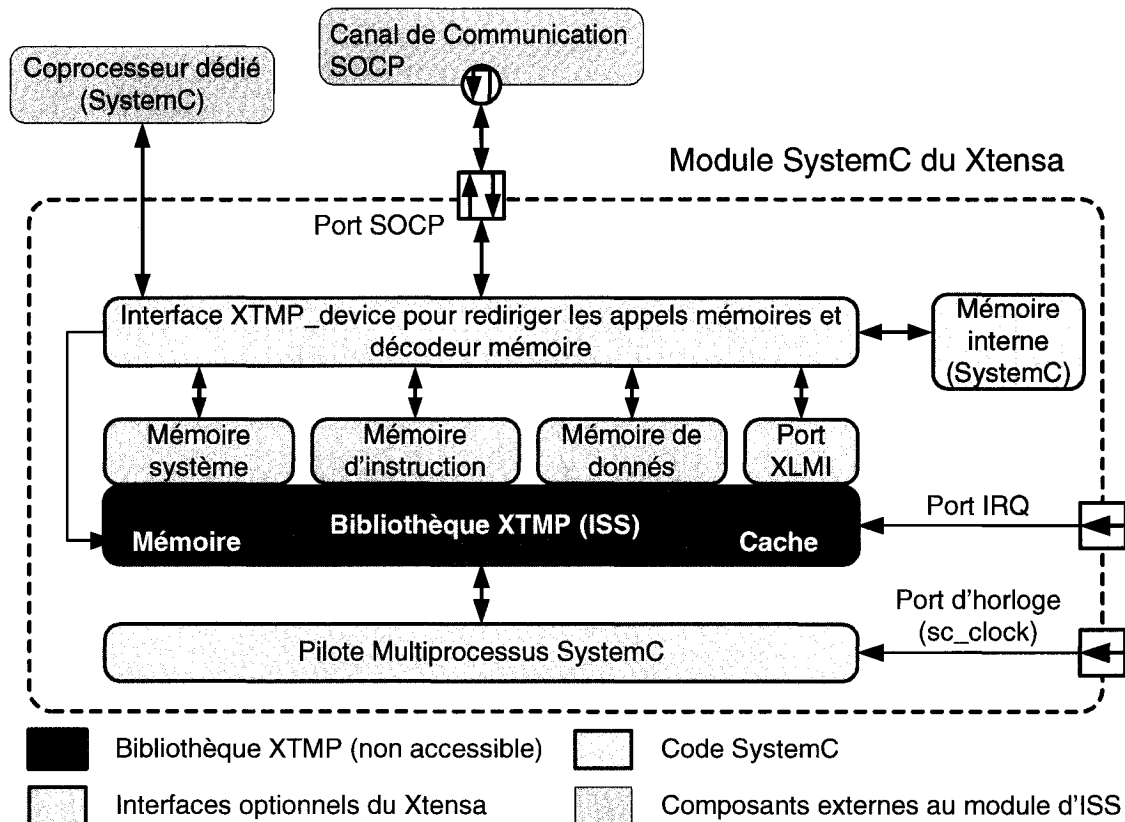 Canal de Communication
SOCP
Coprocesseur dédié
(SystemC)
Module SystemC du Xtensa
Port SOCP
Interface XTMP_device pour rediriger les appels mémoires et
décodeur mémoire
Mémoire
interne
(SystemC)
Mémoire
système
Mémoire
d'instruction
Mémoire de
donnés
Port
XLMI
Bibliothèque XTMP (ISS)
Mémoire
Cache
Port IRQ
Port d'horloge
(sc_clock)
Pilote Multiprocessus SystemC
Bibliothèque XTMP (non accessible)
Code SystemC
Interfaces optionnels du Xtensa
Composants externes au module d'ISS